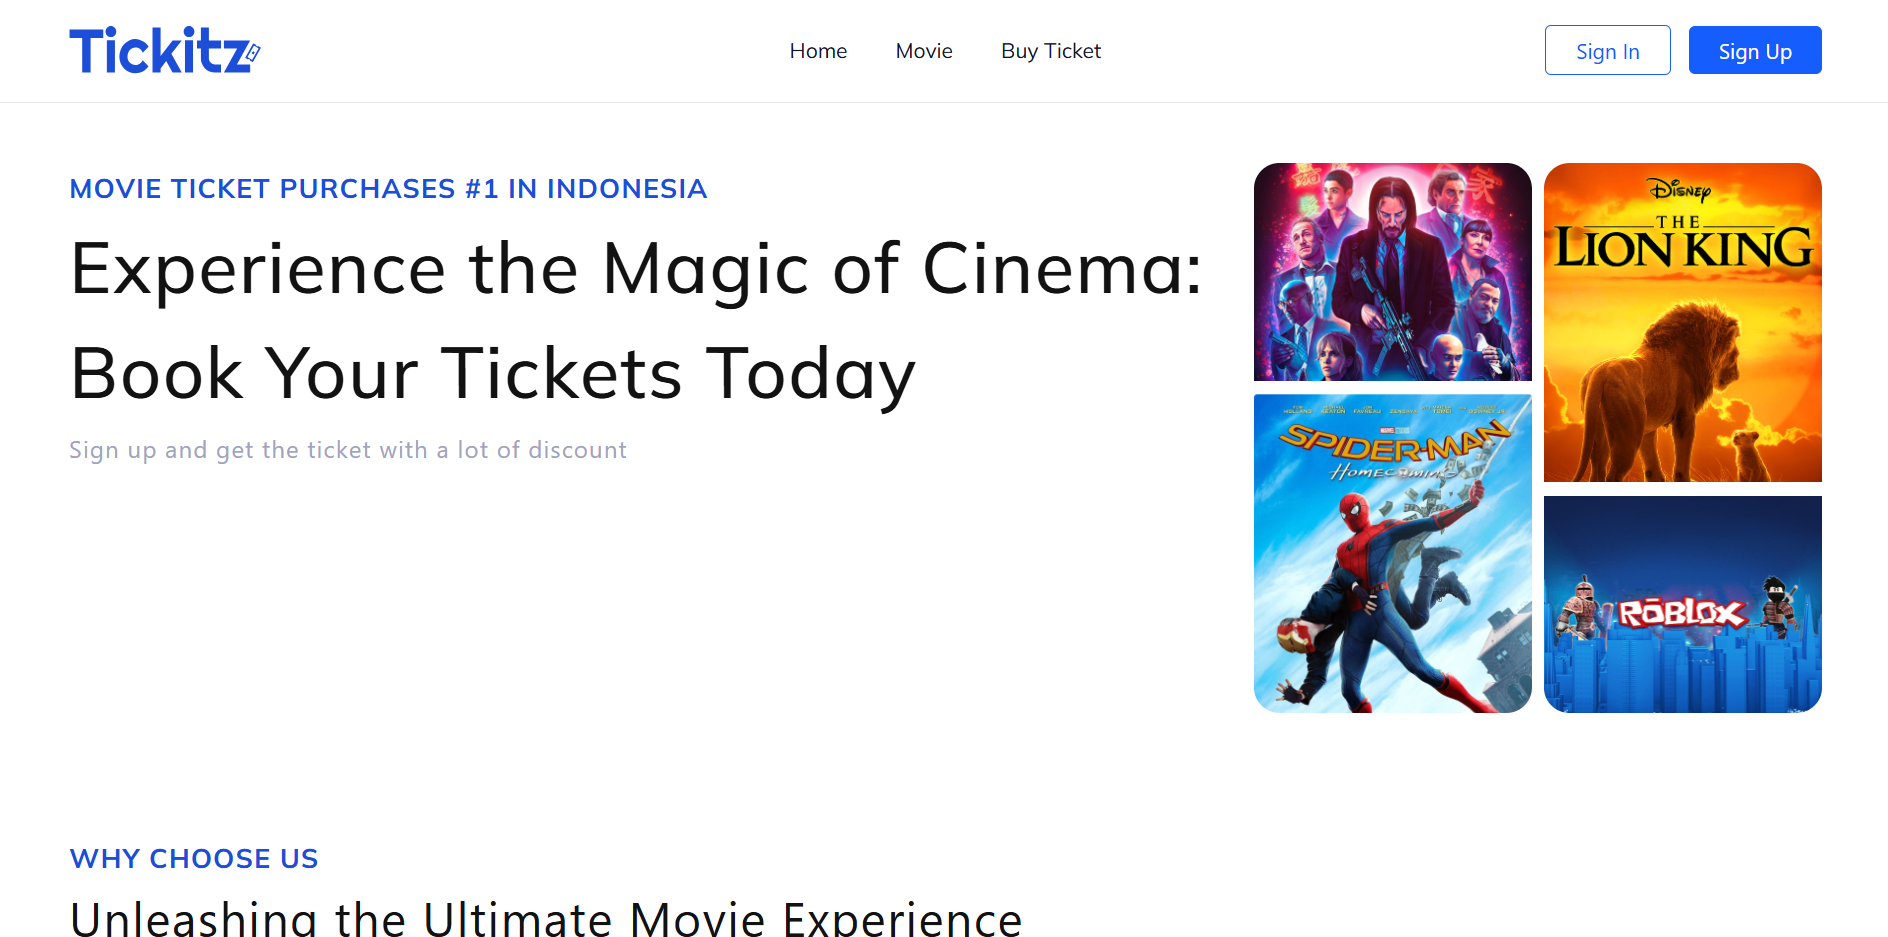 Tickitz
Home Movie Buy Ticket
Sign In Sign Up
MOVIE TICKET PURCHASES #1 IN INDONESIA
Experience the Magic of Cinema:
Book Your Tickets Today
Sign up and get the ticket with a lot of discount
DISNEY
THE
LION KING
SPIDER-MAN
HOMECOMING
ROBLOX
WHY CHOOSE US
Unleashing the Ultimate Movie Experience